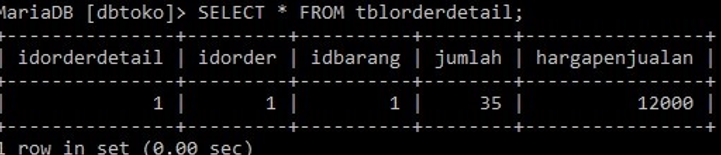 MariaDB [dbtoko]> SELECT * FROM tblorderdetail;
+---------------+---------+----------+--------+----------------+
| idorderdetail | idorder | idbarang | jumlah | hargapenjualan |
+---------------+---------+----------+--------+----------------+
|             1 |       1 |        1 |     35 |          12000 |
+---------------+---------+----------+--------+----------------+
1 row in set (0.00 sec)